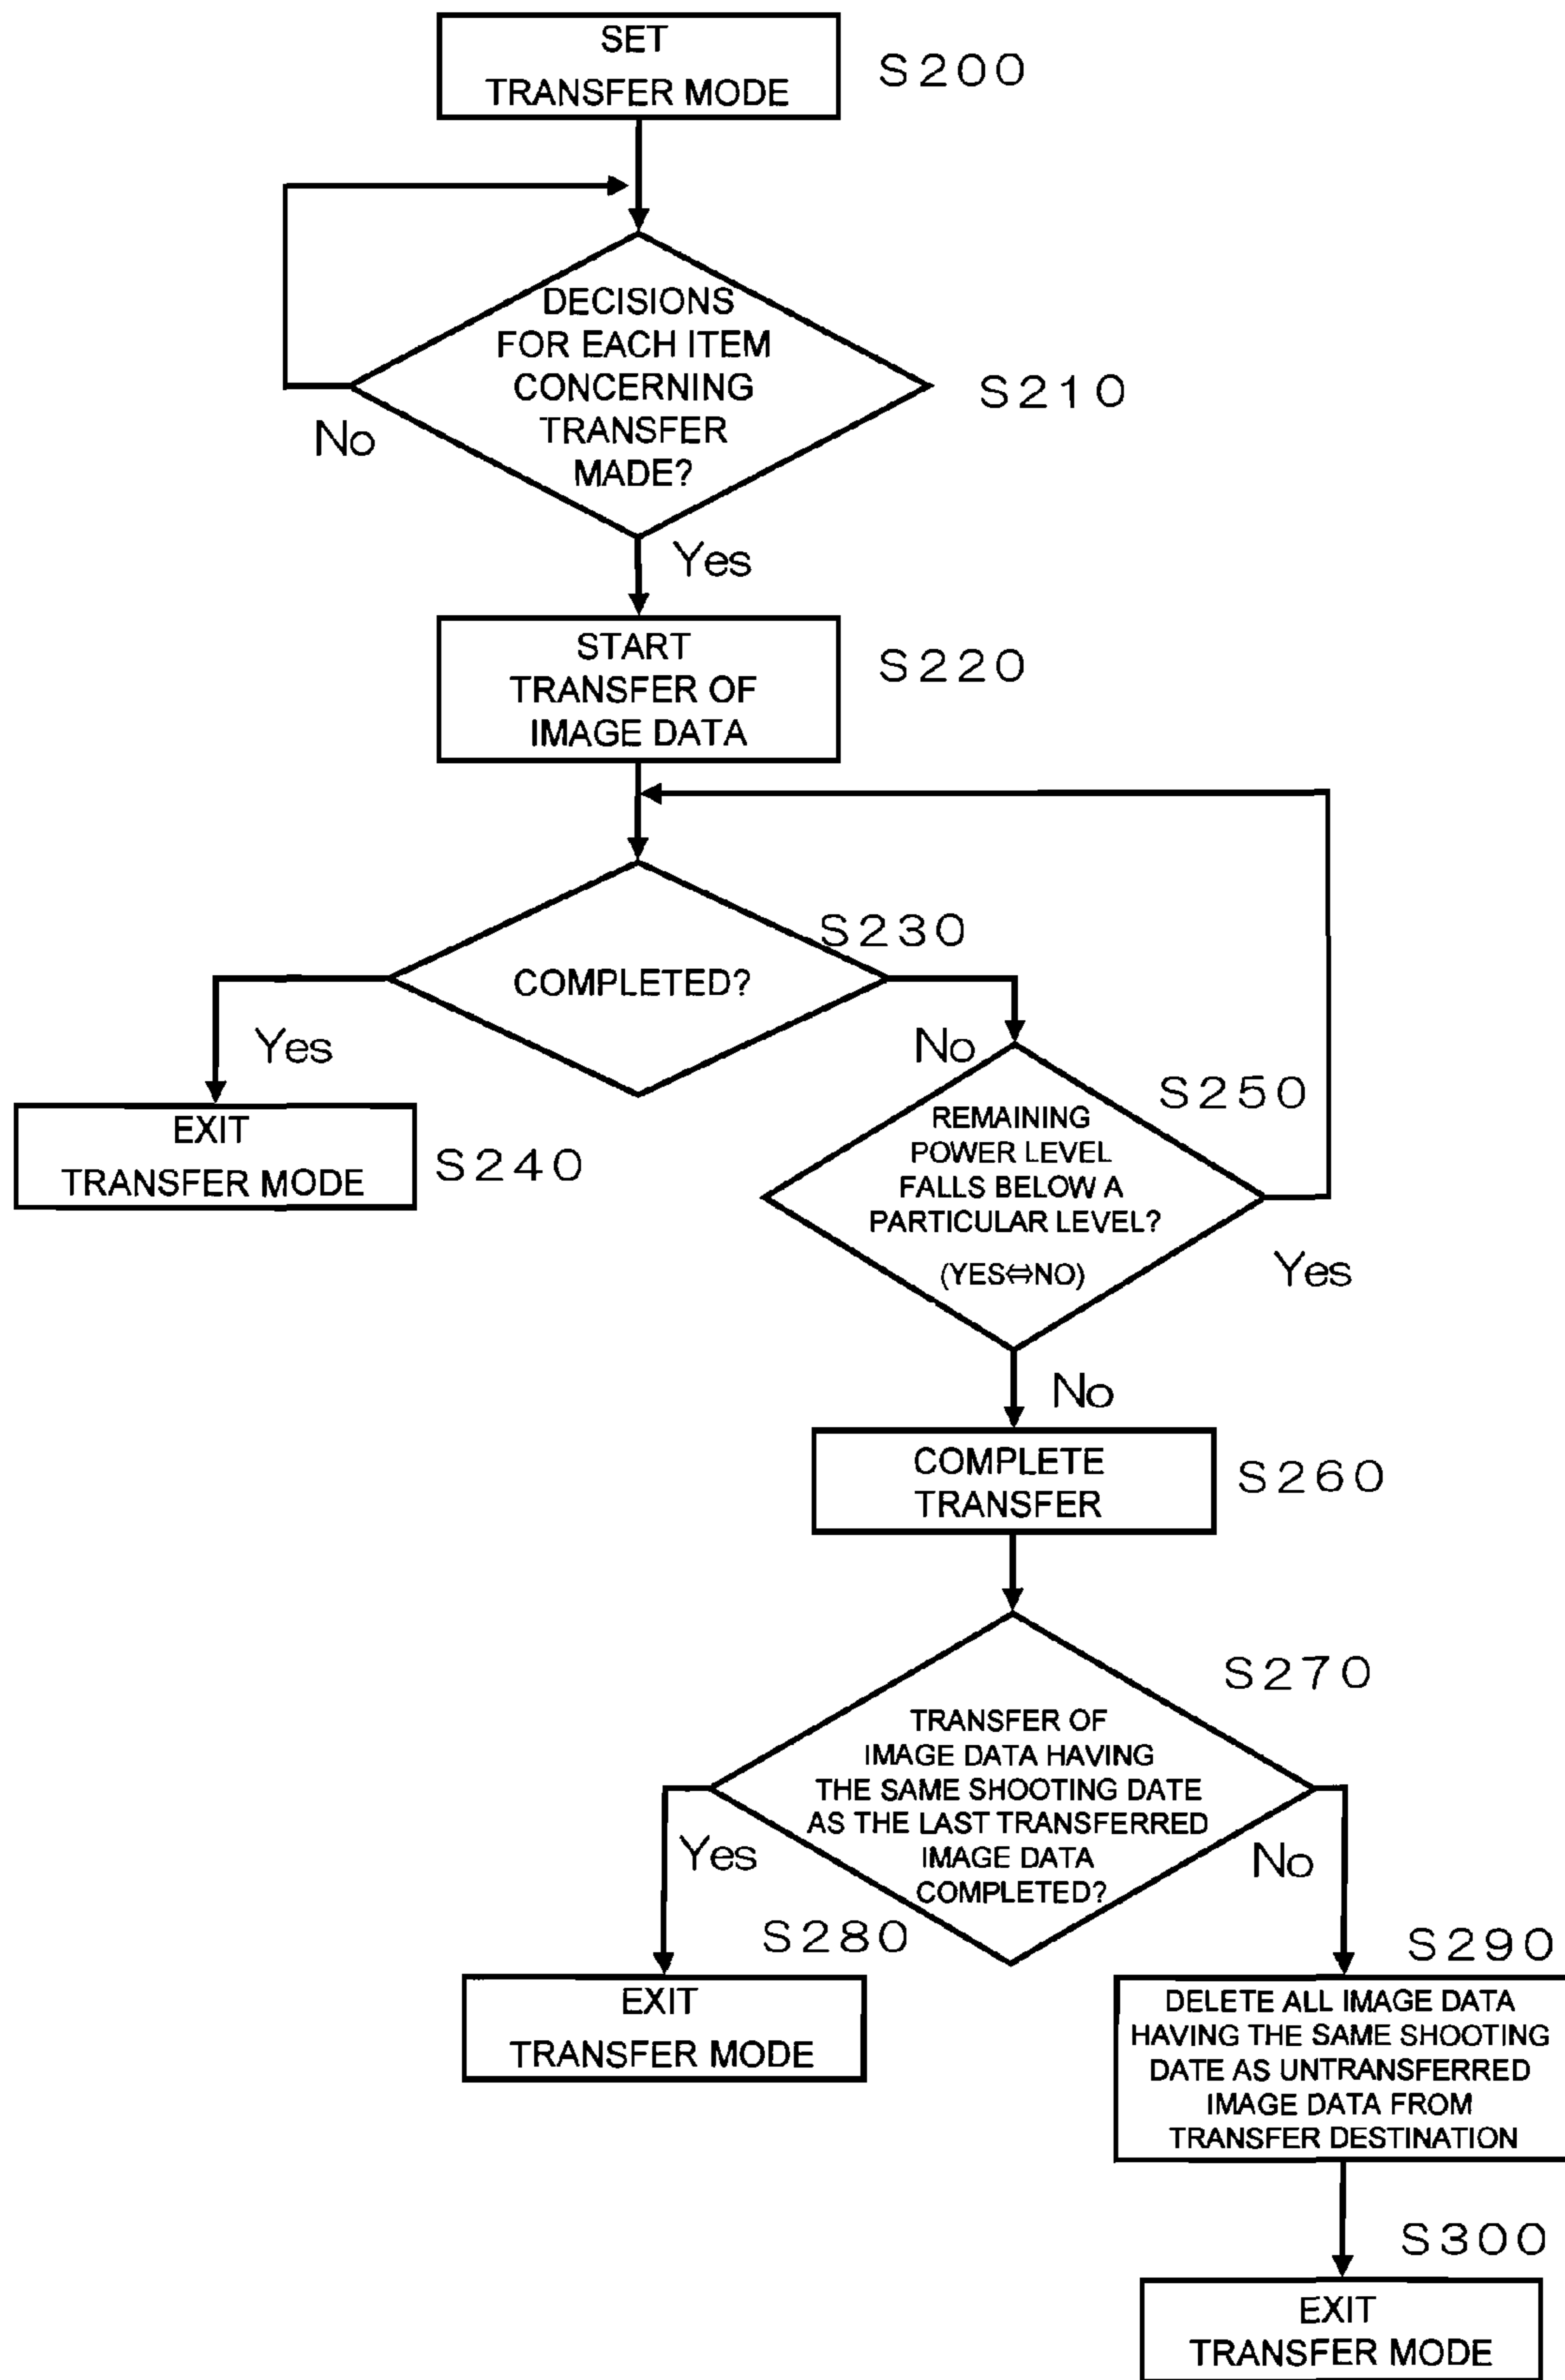 SET
TRANSFER MODE
S200
DECISIONS
FOR EACH ITEM
CONCERNING
TRANSFER
MADE?
S210
No
Yes
START
TRANSFER OF
IMAGE DATA
S220
S230
COMPLETED?
Yes
No
EXIT
TRANSFER MODE
S240
S250
REMAINING
POWER LEVEL
FALLS BELOW A
PARTICULAR LEVEL?
(YES⇔NO)
Yes
No
COMPLETE
TRANSFER
S260
S270
TRANSFER OF
IMAGE DATA HAVING
THE SAME SHOOTING DATE
AS THE LAST TRANSFERRED
IMAGE DATA
COMPLETED?
Yes
No
S280
EXIT
TRANSFER MODE
S290
DELETE ALL IMAGE DATA
HAVING THE SAME SHOOTING
DATE AS UNTRANSFERRED
IMAGE DATA FROM
TRANSFER DESTINATION
S300
EXIT
TRANSFER MODE